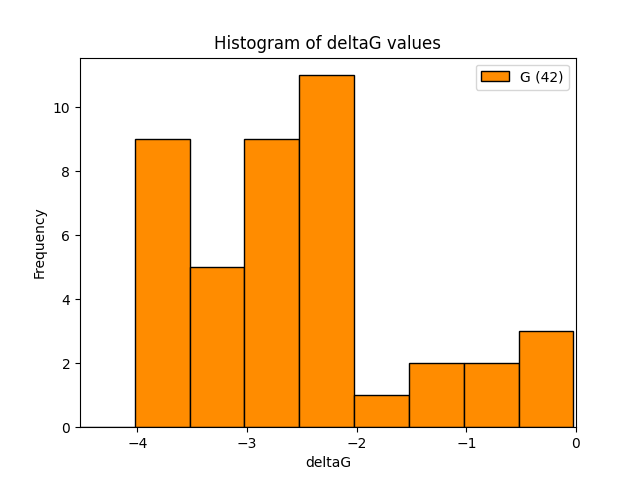 Histogram of deltaG values
G (42)
Frequency
10
8
6
4
2
0
−4
−3
−2
−1
0
deltaG